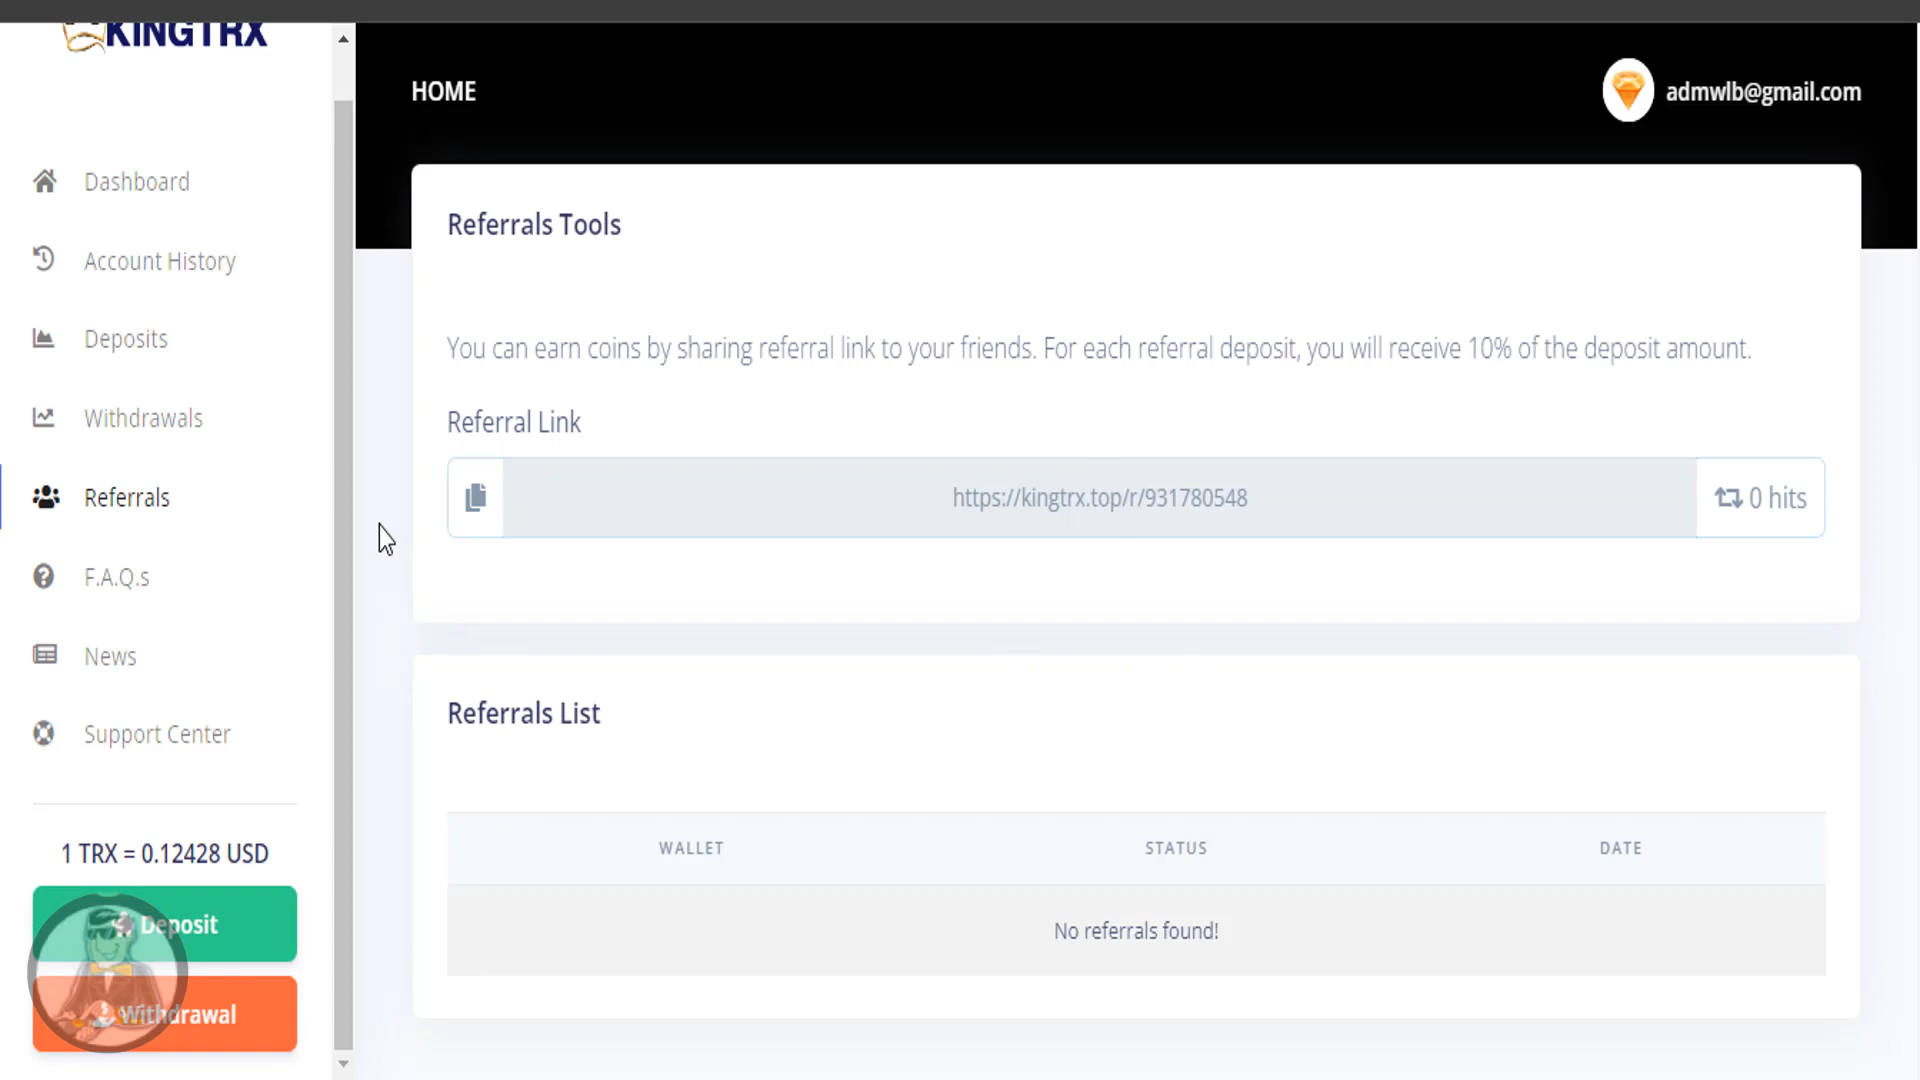 KINGTRX
HOME
admwlb@gmail.com
Dashboard
Account History
Deposits
Withdrawals
Referrals
F.A.Q.s
News
Support Center
1 TRX = 0.12428 USD
Deposit
Withdrawal
Referrals Tools
You can earn coins by sharing referral link to your friends. For each referral deposit, you will receive 10% of the deposit amount.
Referral Link
https://kingtrx.top/r/931780548
0 hits
Referrals List
WALLET STATUS DATE
No referrals found!